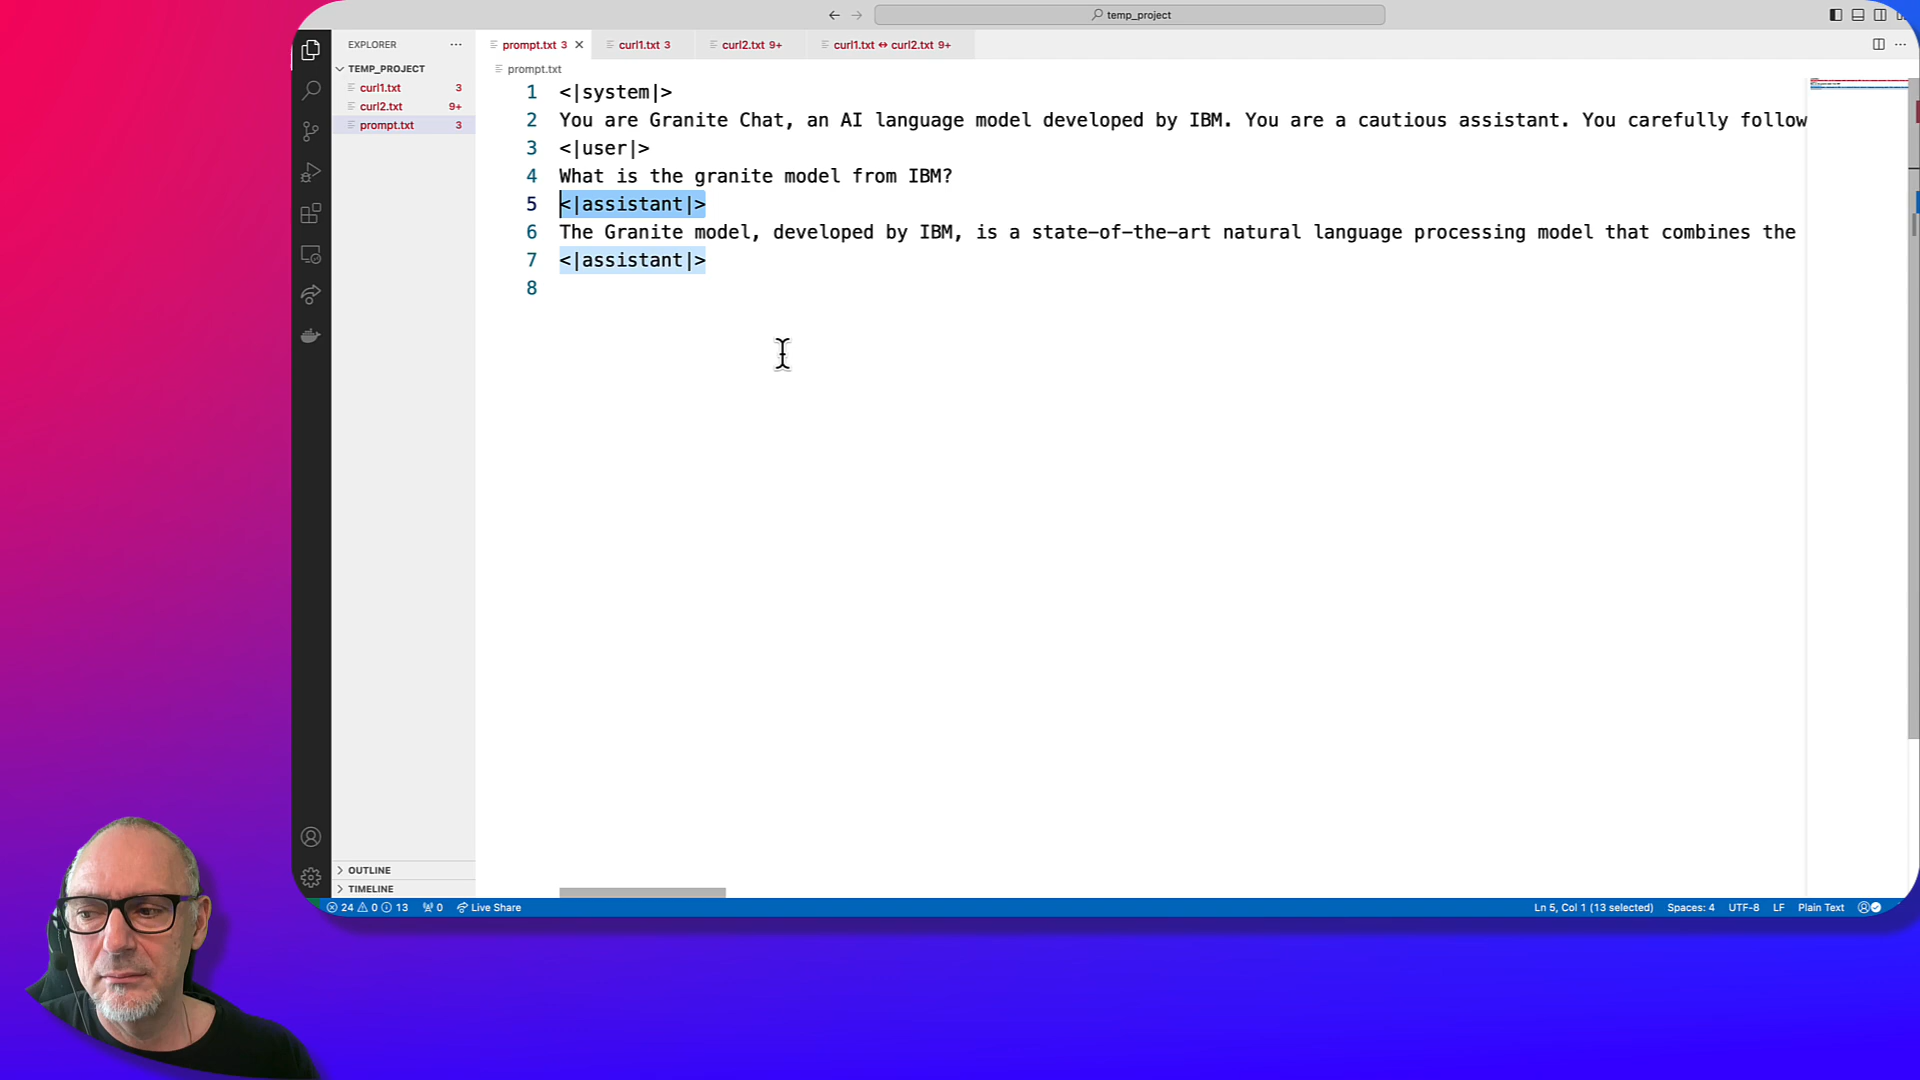 temp_project
EXPLORER
prompt.txt 3
curl1.txt 3
curl2.txt 9+
curl1.txt ↔ curl2.txt 9+
TEMP_PROJECT
prompt.txt
curl1.txt 3
curl2.txt 9+
prompt.txt 3
1 <|system|>
2 You are Granite Chat, an AI language model developed by IBM. You are a cautious assistant. You carefully follow
3 <|user|>
4 What is the granite model from IBM?
5 <|assistant|>
6 The Granite model, developed by IBM, is a state-of-the-art natural language processing model that combines the
7 <|assistant|>
8
OUTLINE
TIMELINE
24 0 13 0 Live Share
Ln 5, Col 1 (13 selected) Spaces: 4 UTF-8 LF Plain Text